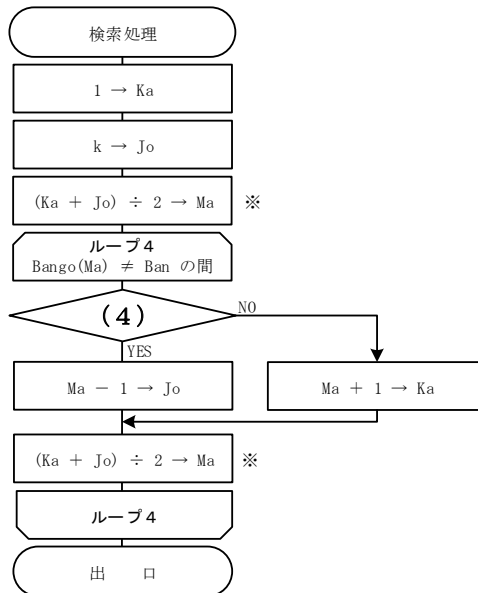 検索処理
1 → Ka
k → Jo
(Ka + Jo) ÷ 2 → Ma ※
ループ4
Bango(Ma) ≠ Ban の間
(4)
NO
YES
Ma － 1 → Jo
Ma + 1 → Ka
(Ka + Jo) ÷ 2 → Ma ※
ループ4
出　　口